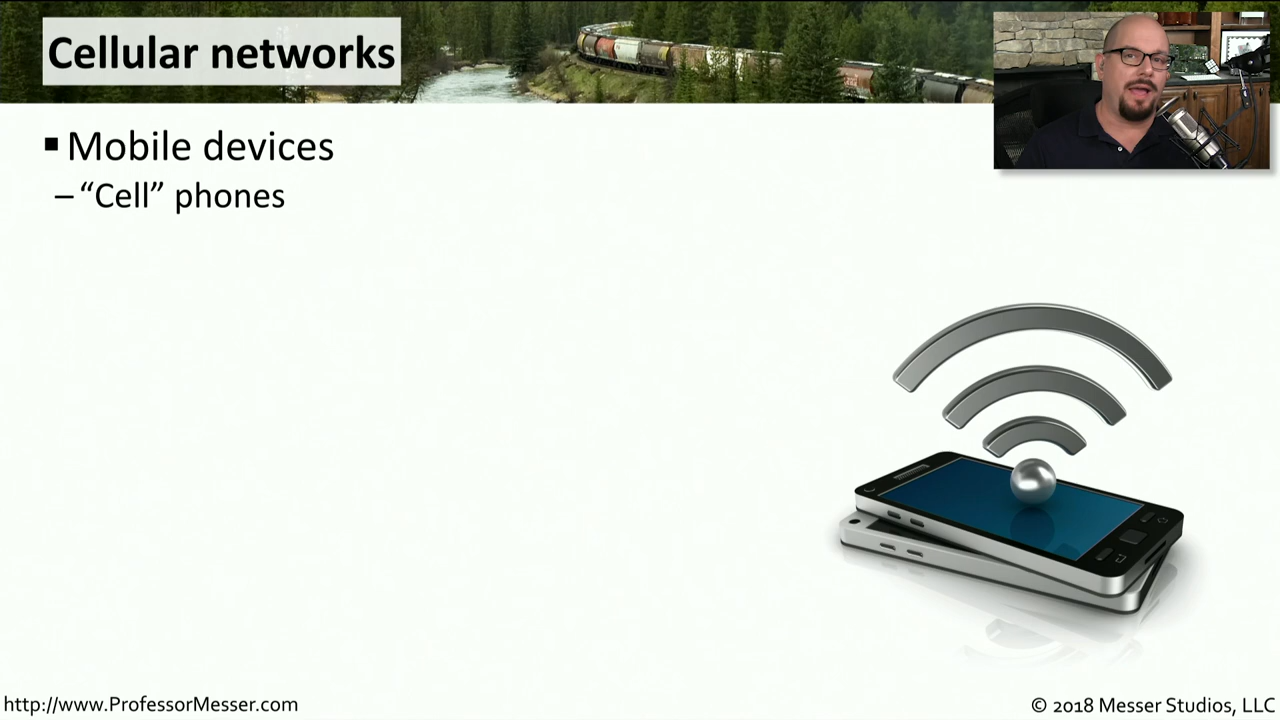 Cellular networks
▪ Mobile devices
– “Cell” phones
http://www.ProfessorMesser.com
© 2018 Messer Studios, LLC